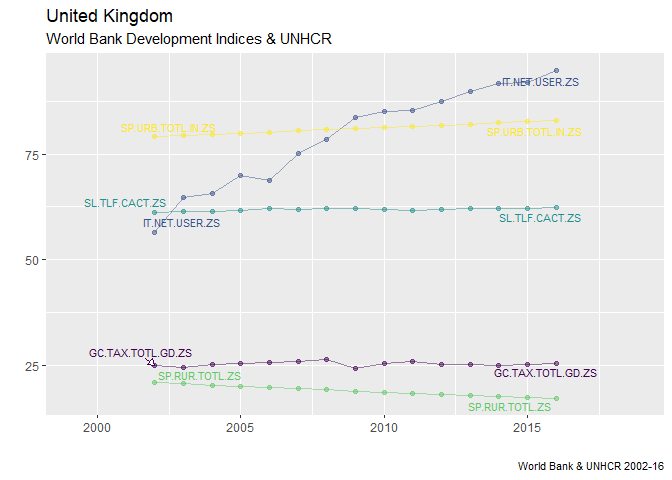 United Kingdom
World Bank Development Indices & UNHCR
IT.NET.USER.ZS
SP.URB.TOTL.IN.ZS
SP.URB.TOTL.IN.ZS
75
SL.TLF.CACT.ZS
SL.TLF.CACT.ZS
IT.NET.USER.ZS
50
GC.TAX.TOTL.GD.ZS
25
GC.TAX.TOTL.GD.ZS
SP.RUR.TOTL.ZS
SP.RUR.TOTL.ZS
2000 2005 2010 2015
World Bank & UNHCR 2002-16